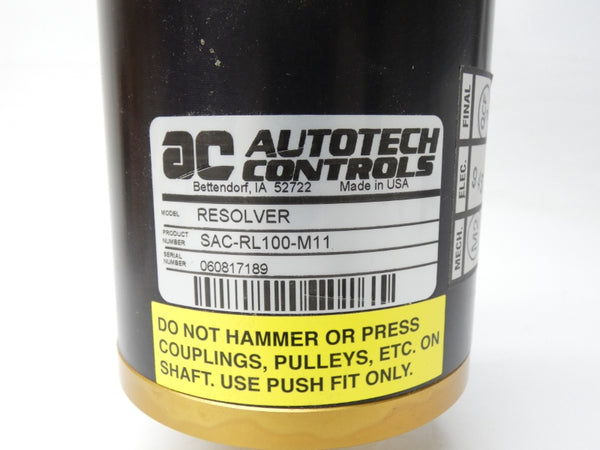 ac AUTOTECH
CONTROLS
Bettendorf, IA 52722 Made in USA
MODEL RESOLVER
PRODUCT NUMBER SAC-RL100-M11
SERIAL NUMBER 060817189
DO NOT HAMMER OR PRESS
COUPLINGS, PULLEYS, ETC. ON
SHAFT. USE PUSH FIT ONLY.
MECH. ELEC. FINAL